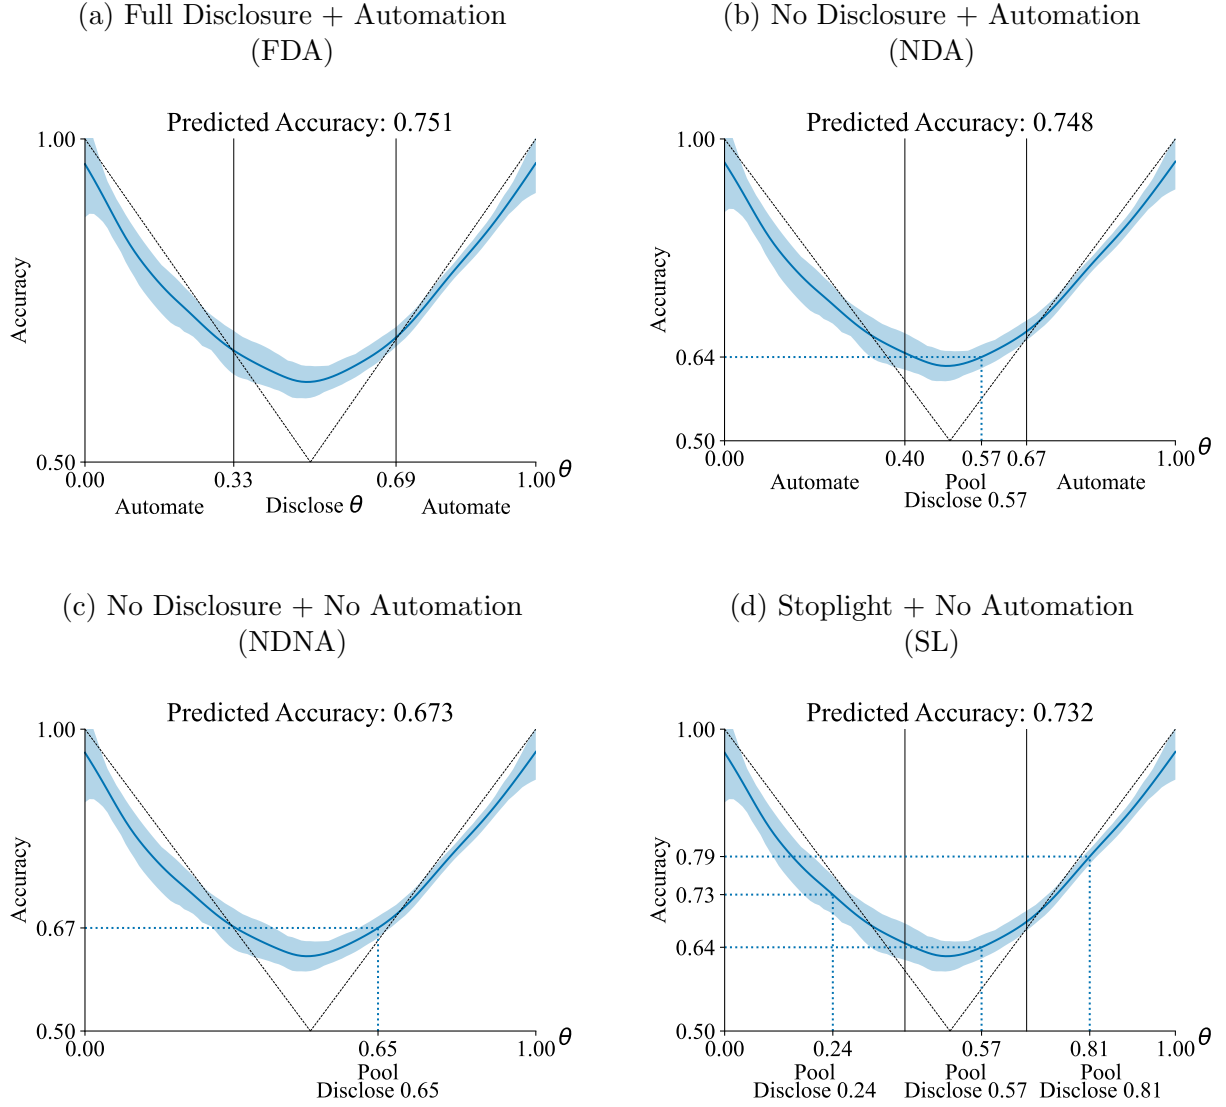 (a) Full Disclosure + Automation
(FDA)
Predicted Accuracy: 0.751
1.00
Accuracy
0.50
0.00
0.33
0.69
1.00
θ
Automate
Disclose θ
Automate
(b) No Disclosure + Automation
(NDA)
Predicted Accuracy: 0.748
1.00
Accuracy
0.64
0.50
0.00
0.40
0.57
0.67
1.00
θ
Automate
Pool
Disclose 0.57
Automate
(c) No Disclosure + No Automation
(NDNA)
Predicted Accuracy: 0.673
1.00
Accuracy
0.67
0.50
0.00
0.65
1.00
θ
Pool
Disclose 0.65
(d) Stoplight + No Automation
(SL)
Predicted Accuracy: 0.732
1.00
Accuracy
0.79
0.73
0.64
0.50
0.00
0.24
0.57
0.81
1.00
θ
Pool
Disclose 0.24
Pool
Disclose 0.57
Pool
Disclose 0.81